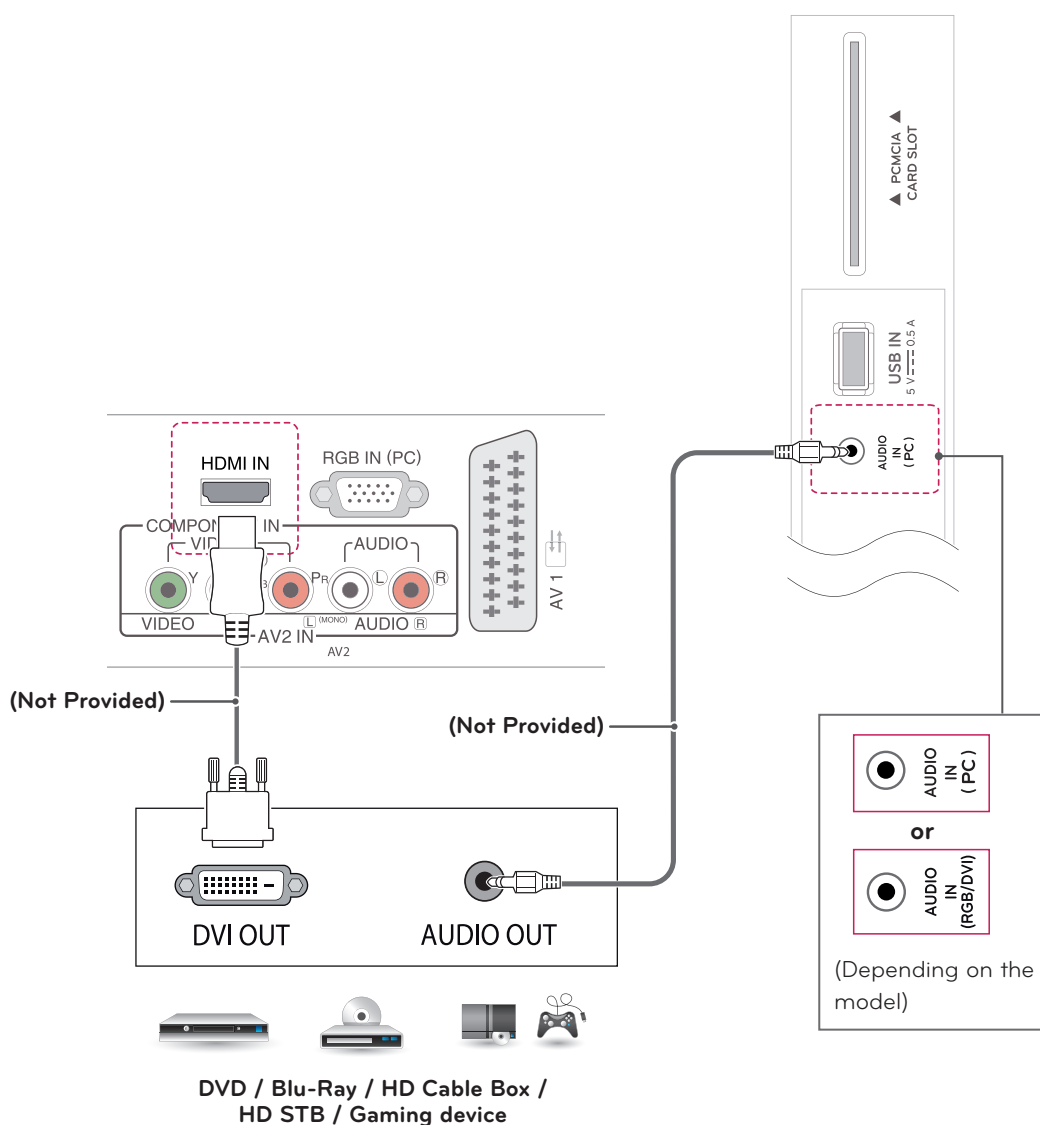 ◀ PCMCIA ▶
CARD SLOT
USB IN
5 V 0.5 A
AUDIO
IN
(PC)
HDMI IN
RGB IN (PC)
IN
AUDIO
Y
PR
L
R
VIDEO
L (MONO) AUDIO R
AV2 IN
AV2
AV 1
(Not Provided)
(Not Provided)
DVI OUT
AUDIO OUT
AUDIO
IN
(PC)
or
AUDIO
IN
(RGB/DVI)
(Depending on the
model)
DVD / Blu-Ray / HD Cable Box /
HD STB / Gaming device